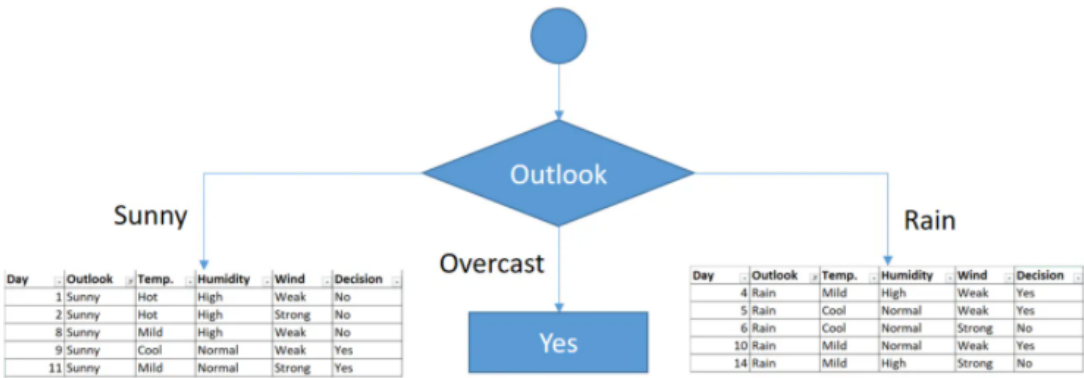 Outlook
Sunny
Rain
Overcast
Day Outlook Temp. Humidity Wind Decision
1 Sunny Hot High Weak No
2 Sunny Hot High Strong No
8 Sunny Mild High Weak No
9 Sunny Cool Normal Weak Yes
11 Sunny Mild Normal Strong Yes
Yes
Day Outlook Temp. Humidity Wind Decision
4 Rain Mild High Weak Yes
5 Rain Cool Normal Weak Yes
6 Rain Cool Normal Strong No
10 Rain Mild Normal Weak Yes
14 Rain Mild High Strong No